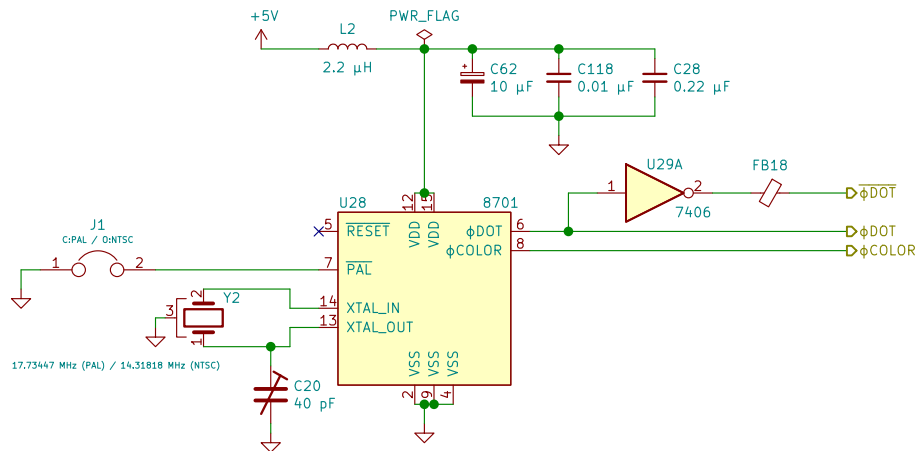 +5V
PWR_FLAG
L2
2.2 µH
C62
10 µF
C118
0.01 µF
C28
0.22 µF
U29A
1
2
7406
FB18
ϕDOT
U28
8701
12
15
VDD
VDD
5
RESET
ϕDOT
6
ϕDOT
ϕCOLOR
8
ϕCOLOR
J1
C:PAL / O:NTSC
1
2
7
PAL
2
Y2
3
1
14
XTAL_IN
13
XTAL_OUT
17.73447 MHz (PAL) / 14.31818 MHz (NTSC)
VSS
VSS
VSS
2
9
4
C20
40 pF